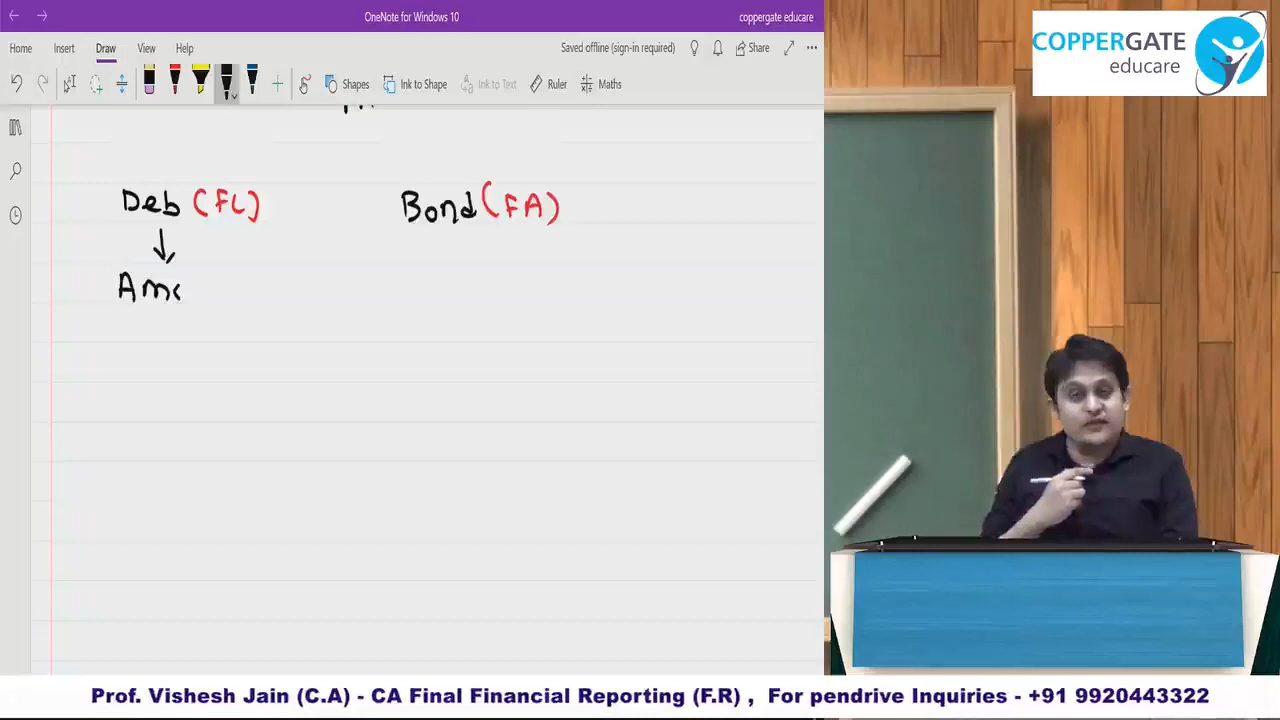 OneNote for Windows 10
coppergate educare
Home Insert Draw View Help
Saved offline (sign-in required)
Share
Shapes
Ink to Shape
Ink to Text
Ruler
Maths
COPPERGATE
educare
Deb (FL)
Bond (FA)
Am
Prof. Vishesh Jain (C.A) - CA Final Financial Reporting (F.R) , For pendrive Inquiries - +91 9920443322